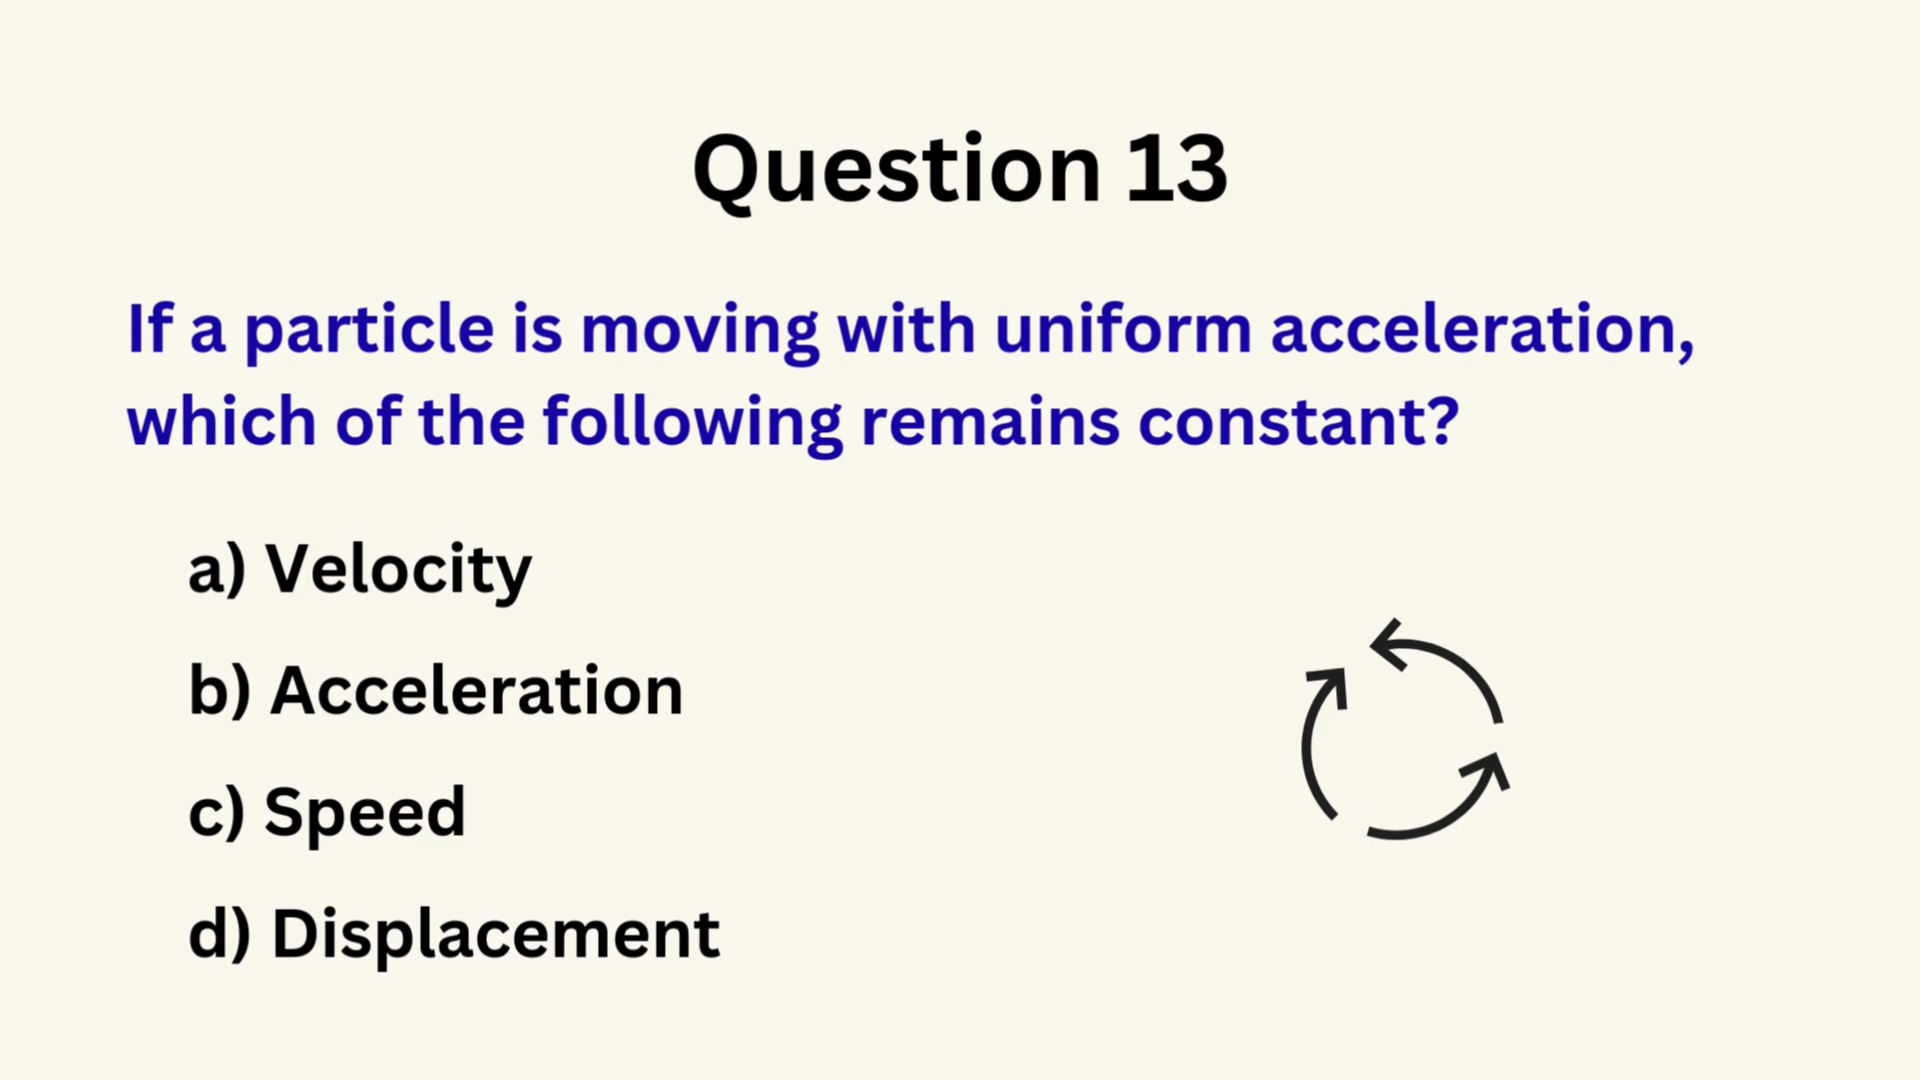 Question 13
If a particle is moving with uniform acceleration,
which of the following remains constant?
a) Velocity
b) Acceleration
c) Speed
d) Displacement